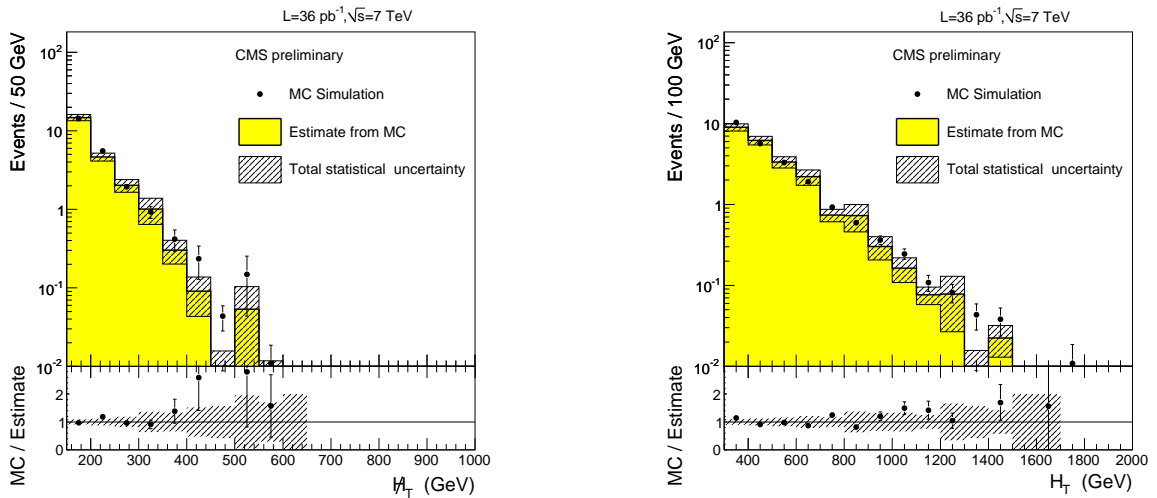 L=36 pb⁻¹,√s=7 TeV
Events / 50 GeV
10²
10
1
10⁻¹
10⁻²
CMS preliminary
MC Simulation
Estimate from MC
Total statistical uncertainty
MC / Estimate
2
1
0
200 300 400 500 600 700 800 900 1000
H̸_T (GeV)
L=36 pb⁻¹,√s=7 TeV
Events / 100 GeV
10²
10
1
10⁻¹
10⁻²
CMS preliminary
MC Simulation
Estimate from MC
Total statistical uncertainty
MC / Estimate
2
1
0
400 600 800 1000 1200 1400 1600 1800 2000
H_T (GeV)